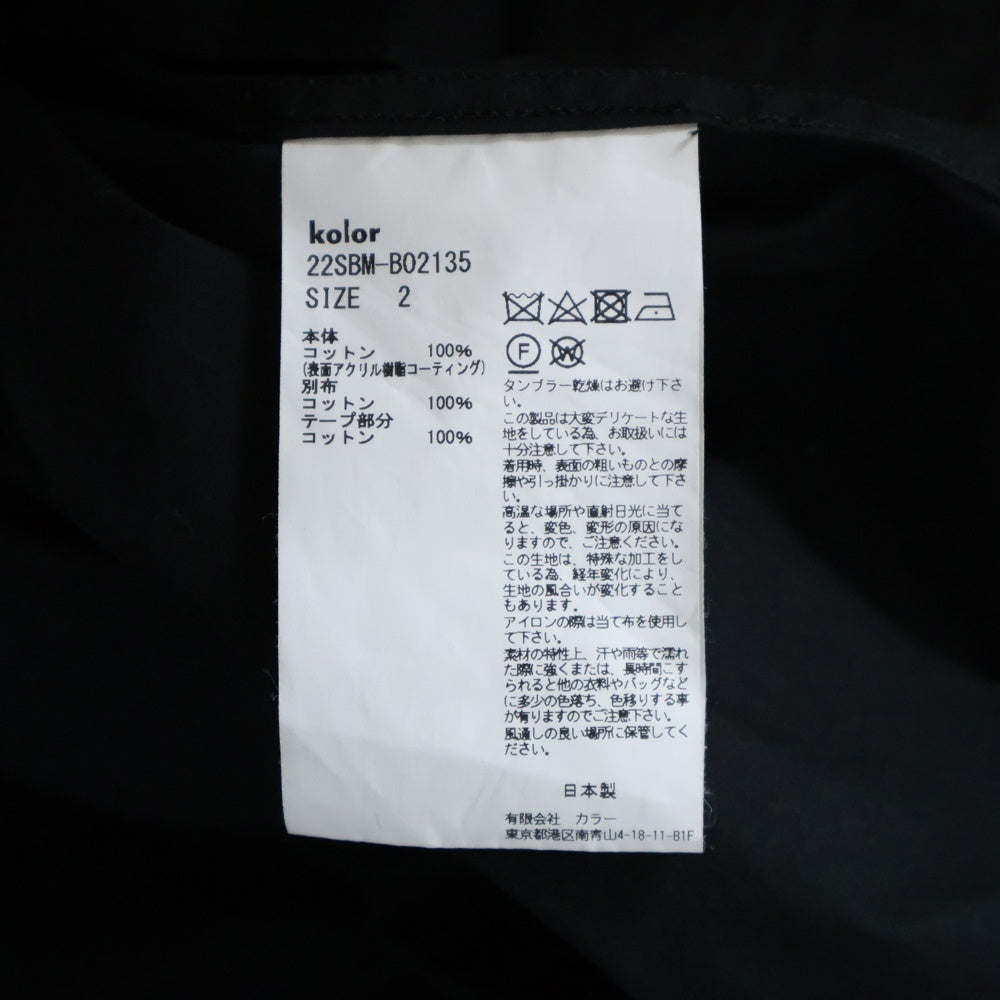 kolor
22SBM-B02135
SIZE 2
本体
コットン 100%
(表面アクリル樹脂コーティング)
別布
コットン 100%
テープ部分
コットン 100%
F
W
タンブラー乾燥はお避け下さ
い。
この製品は大変デリケートな生
地をしている為、お取扱いには
十分注意して下さい。
着用時、表面の粗いものとの摩
擦や引っ掛かりに注意して下さ
い。
高温な場所や直射日光に当て
ると、変色、変形の原因にな
りますので、ご注意ください。
この生地は、特殊な加工をし
ている為、経年変化により、
生地の風合いが変化すること
もあります。
アイロンの際は当て布を使用し
て下さい。
素材の特性上、汗や雨等で濡れ
た際に強くまたは、長時間こす
られると他の衣料やバッグなど
に多少の色落ち、色移りする事
が有りますのでご注意下さい。
風通しの良い場所に保管してく
ださい。
日本製
有限会社 カラー
東京都港区南青山4-18-11-B1F